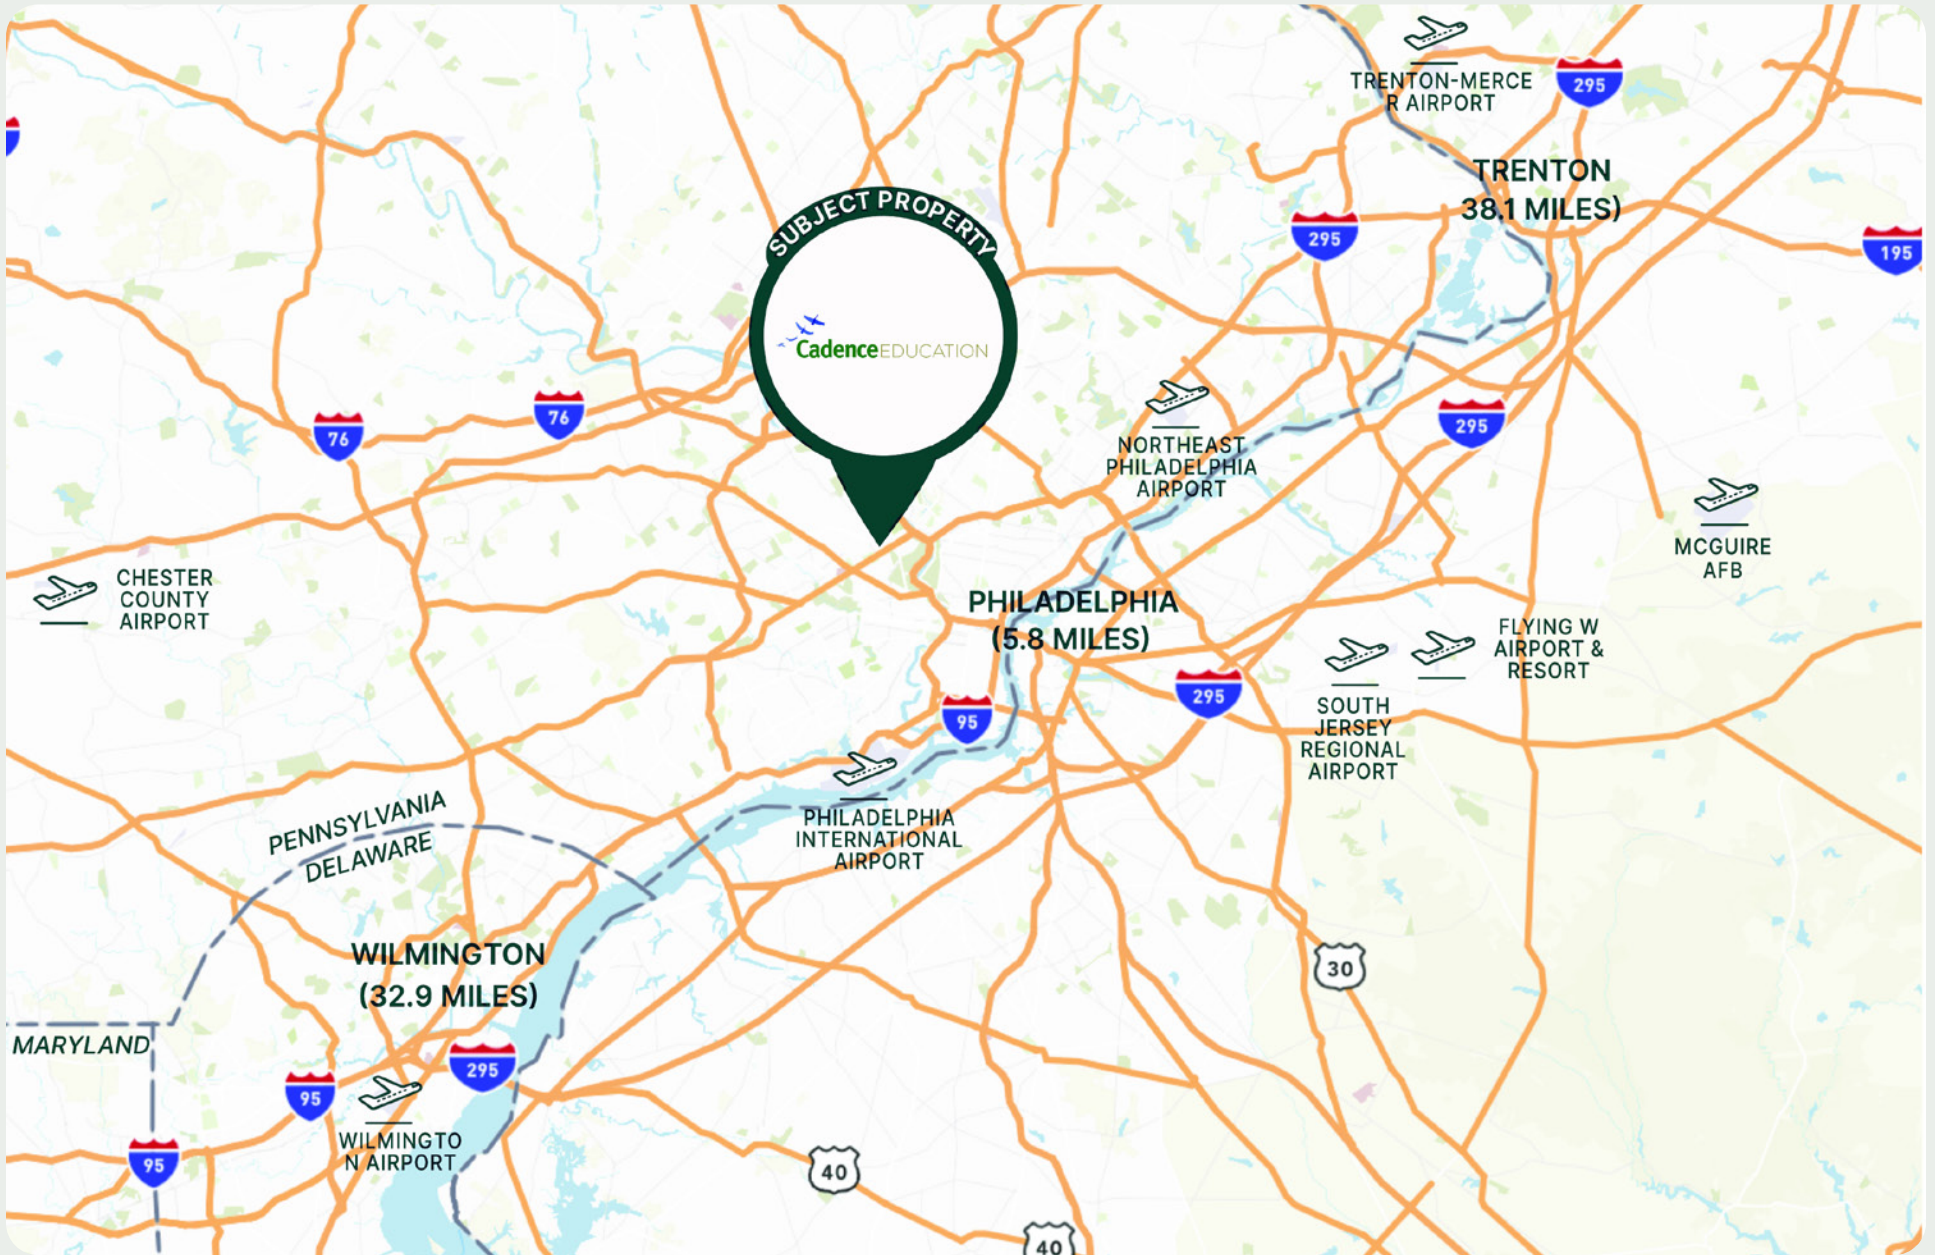 TRENTON-MERCE
R AIRPORT
295
TRENTON
38.1 MILES)
295
195
SUBJECT PROPERTY
Cadence EDUCATION
76
76
295
NORTHEAST
PHILADELPHIA
AIRPORT
MCGUIRE
AFB
CHESTER
COUNTY
AIRPORT
PHILADELPHIA
(5.8 MILES)
FLYING W
AIRPORT &
RESORT
295
95
SOUTH
JERSEY
REGIONAL
AIRPORT
PHILADELPHIA
INTERNATIONAL
AIRPORT
PENNSYLVANIA
DELAWARE
WILMINGTON
(32.9 MILES)
30
MARYLAND
295
95
WILMINGTO
N AIRPORT
95
40
40